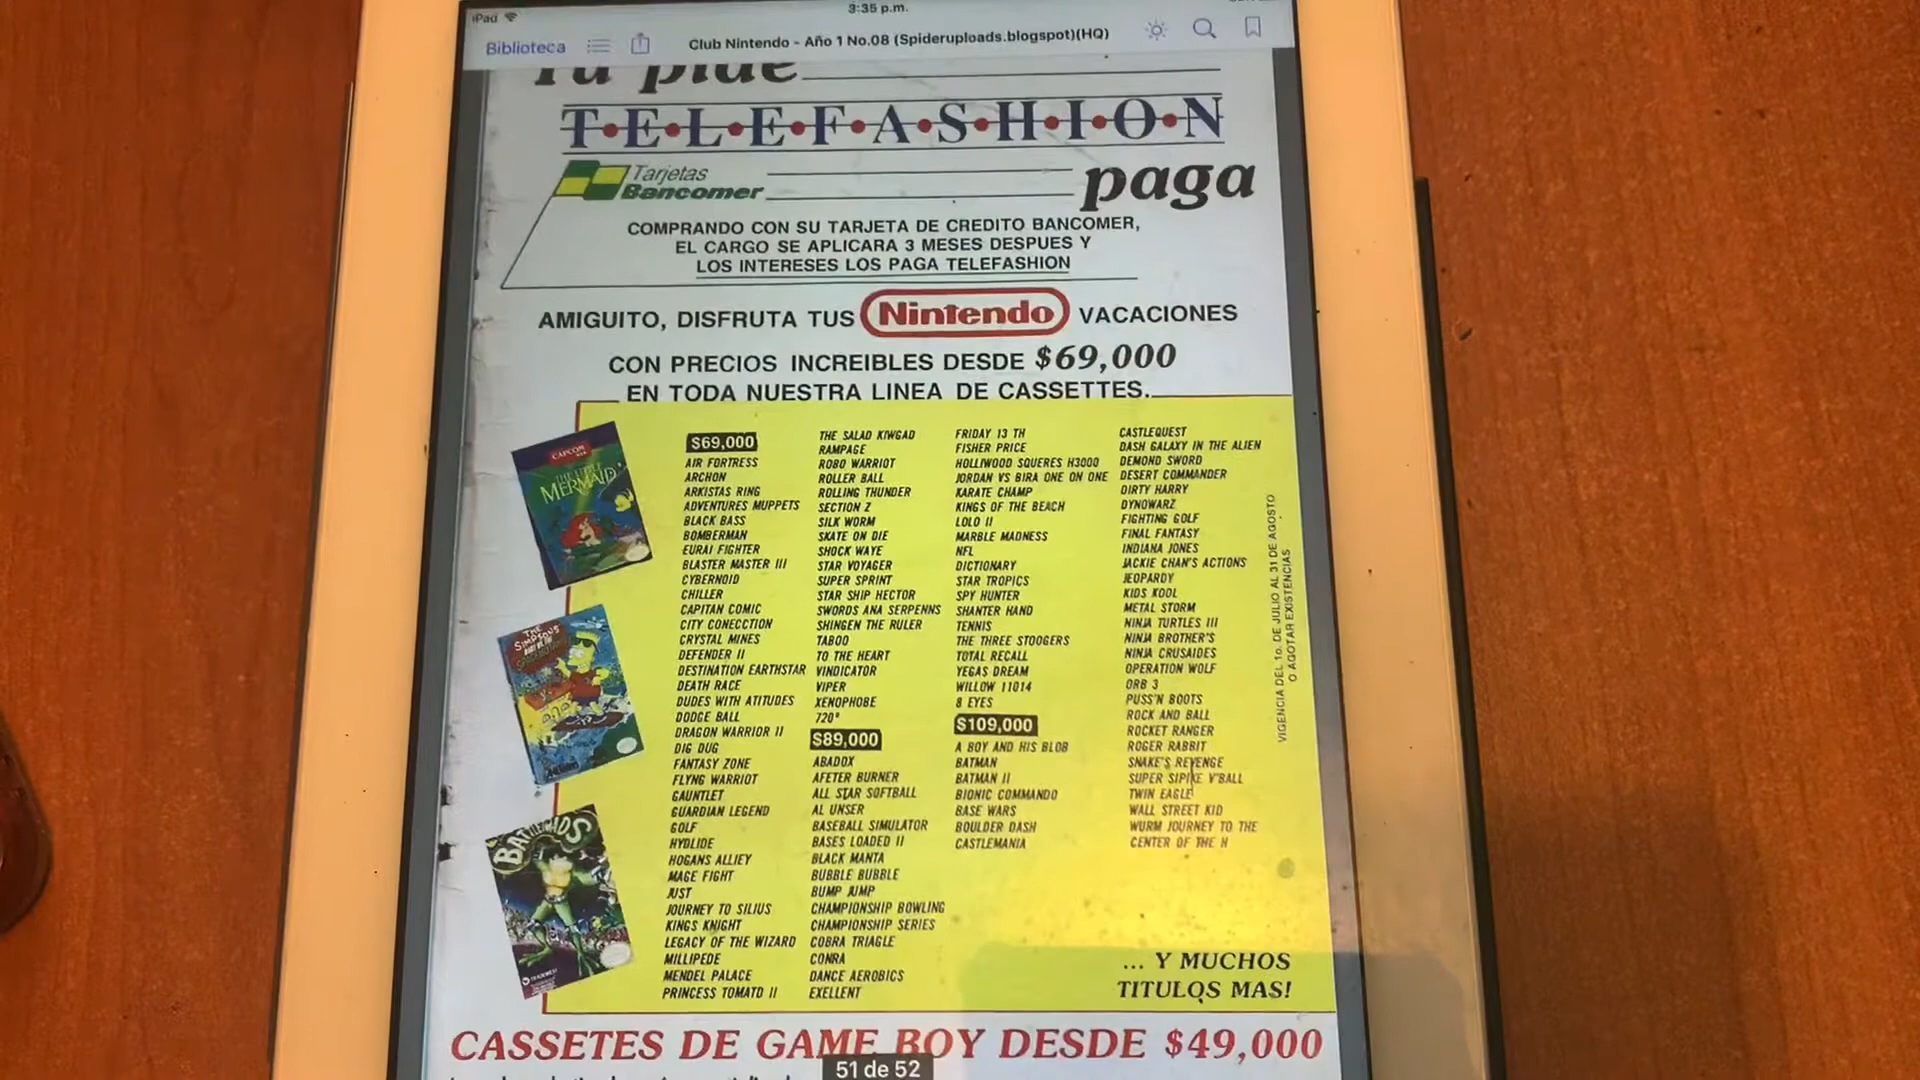 iPad
3:35 p.m.
Biblioteca
Club Nintendo - Año 1 No.08 (Spideruploads.blogspot)(HQ)
Tú pide
T•E•L•E•F•A•S•H•I•O•N
Tarjetas
Bancomer
paga
COMPRANDO CON SU TARJETA DE CREDITO BANCOMER,
EL CARGO SE APLICARA 3 MESES DESPUES Y
LOS INTERESES LOS PAGA TELEFASHION
AMIGUITO, DISFRUTA TUS Nintendo VACACIONES
CON PRECIOS INCREIBLES DESDE $69,000
EN TODA NUESTRA LINEA DE CASSETTES.
CAPCOM
THE LITTLE
MERMAID
THE
SIMPSONS
BATTLETOADS
$69,000
AIR FORTRESS
ARCHON
ARKISTAS RING
ADVENTURES MUPPETS
BLACK BASS
BOMBERMAN
EURAI FIGHTER
BLASTER MASTER III
CYBERNOID
CHILLER
CAPITAN COMIC
CITY CONECCTION
CRYSTAL MINES
DEFENDER II
DESTINATION EARTHSTAR
DEATH RACE
DUDES WITH ATITUDES
DODGE BALL
DRAGON WARRIOR II
DIG DUG
FANTASY ZONE
FLYNG WARRIOT
GAUNTLET
GUARDIAN LEGEND
GOLF
HYDLIDE
HOGANS ALLIEY
MAGE FIGHT
JUST
JOURNEY TO SILIUS
KINGS KNIGHT
LEGACY OF THE WIZARD
MILLIPEDE
MENDEL PALACE
PRINCESS TOMATO II
THE SALAD KIWGAD
RAMPAGE
ROBO WARRIOT
ROLLER BALL
ROLLING THUNDER
SECTION Z
SILK WORM
SKATE ON DIE
SHOCK WAYE
STAR VOYAGER
SUPER SPRINT
STAR SHIP HECTOR
SWORDS ANA SERPENNS
SHINGEN THE RULER
TABOO
TO THE HEART
VINDICATOR
VIPER
XENOPHOBE
720°
$89,000
ABADOX
AFETER BURNER
ALL STAR SOFTBALL
AL UNSER
BASEBALL SIMULATOR
BASES LOADED II
BLACK MANTA
BUBBLE BUBBLE
BUMP JUMP
CHAMPIONSHIP BOWLING
CHAMPIONSHIP SERIES
COBRA TRIAGLE
CONRA
DANCE AEROBICS
EXELLENT
FRIDAY 13 TH
FISHER PRICE
HOLLIWOOD SQUERES H3000
JORDAN VS BIRA ONE ON ONE
KARATE CHAMP
KINGS OF THE BEACH
LOLO II
MARBLE MADNESS
NFL
DICTIONARY
STAR TROPICS
SPY HUNTER
SHANTER HAND
TENNIS
THE THREE STOOGERS
TOTAL RECALL
YEGAS DREAM
WILLOW 11014
8 EYES
$109,000
A BOY AND HIS BLOB
BATMAN
BATMAN II
BIONIC COMMANDO
BASE WARS
BOULDER DASH
CASTLEMANIA
CASTLEQUEST
DASH GALAXY IN THE ALIEN
DEMOND SWORD
DESERT COMMANDER
DIRTY HARRY
DYNOWARZ
FIGHTING GOLF
FINAL FANTASY
INDIANA JONES
JACKIE CHAN'S ACTIONS
JEOPARDY
KIDS KOOL
METAL STORM
NINJA TURTLES III
NINJA BROTHER'S
NINJA CRUSAIDES
OPERATION WOLF
ORB 3
PUSS'N BOOTS
ROCK AND BALL
ROCKET RANGER
ROGER RABBIT
SNAKE'S REVENGE
SUPER SIPIKE V'BALL
TWIN EAGLE
WALL STREET KID
WURM JOURNEY TO THE
CENTER OF THE H
VIGENCIA DEL 1o. DE JULIO AL 31 DE AGOSTO
O AGOTAR EXISTENCIAS
... Y MUCHOS
TITULOS MAS!
CASSETES DE GAME BOY DESDE $49,000
51 de 52